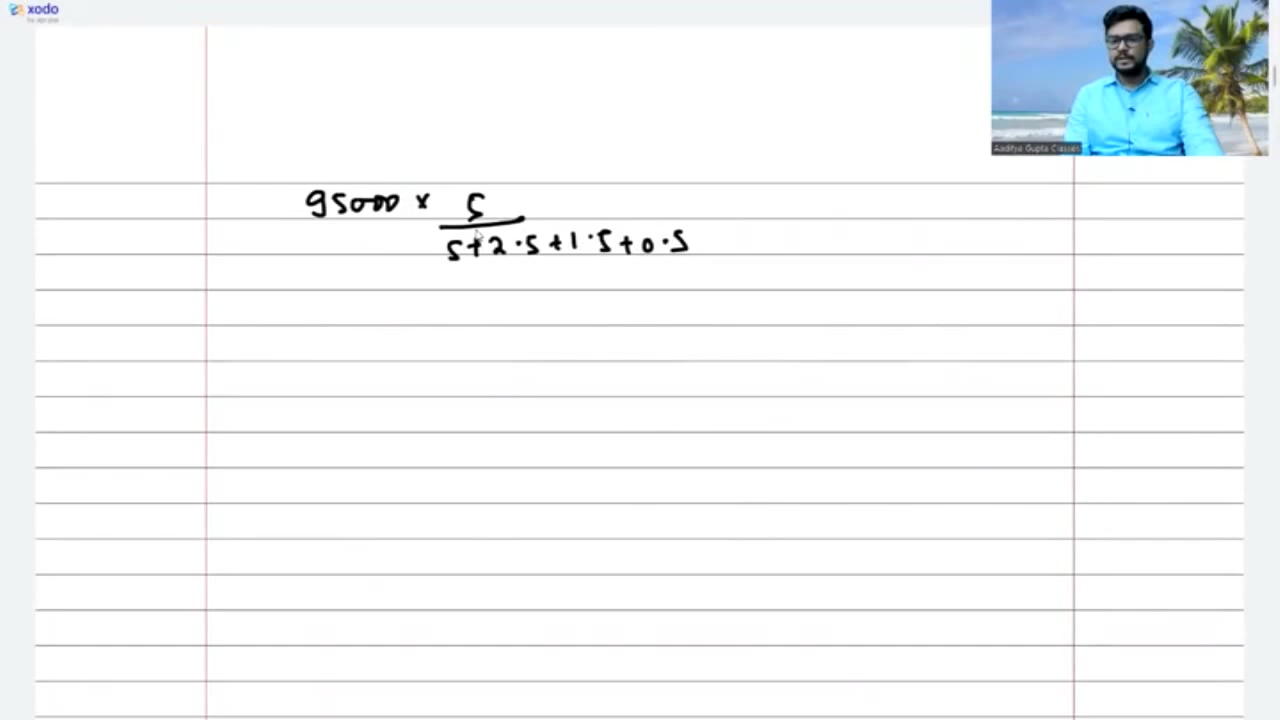 xodo
95000 × 5
5+2.5+1.5+0.5
Aaditya Gupta Classes